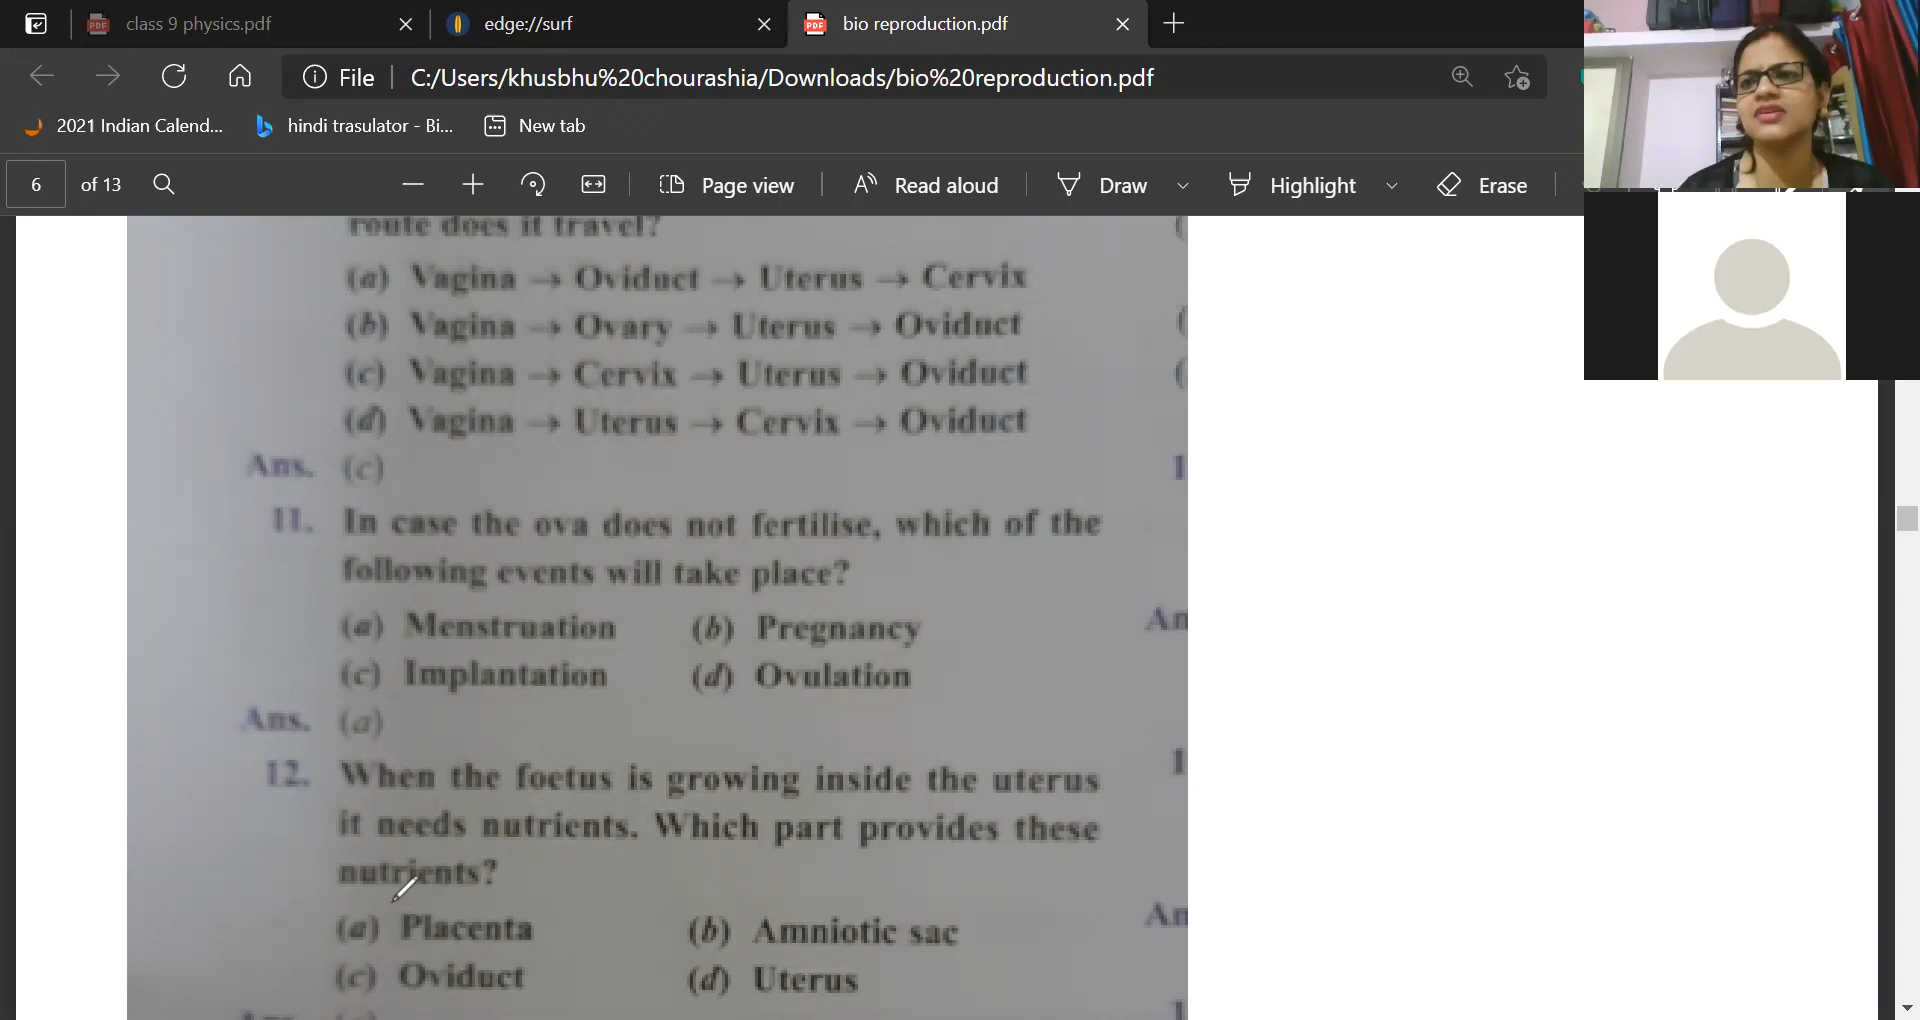 class 9 physics.pdf
edge://surf
bio reproduction.pdf
File
C:/Users/khusbhu%20chourashia/Downloads/bio%20reproduction.pdf
2021 Indian Calend...
hindi trasulator - Bi...
New tab
6 of 13
Page view
Read aloud
Draw
Highlight
Erase
route does it travel?
(a) Vagina → Oviduct → Uterus → Cervix
(b) Vagina → Ovary → Uterus → Oviduct
(c) Vagina → Cervix → Uterus → Oviduct
(d) Vagina → Uterus → Cervix → Oviduct
Ans. (c)
11. In case the ova does not fertilise, which of the
following events will take place?
(a) Menstruation (b) Pregnancy
(c) Implantation (d) Ovulation
Ans. (a)
12. When the foetus is growing inside the uterus
it needs nutrients. Which part provides these
nutrients?
(a) Placenta (b) Amniotic sac
(c) Oviduct (d) Uterus